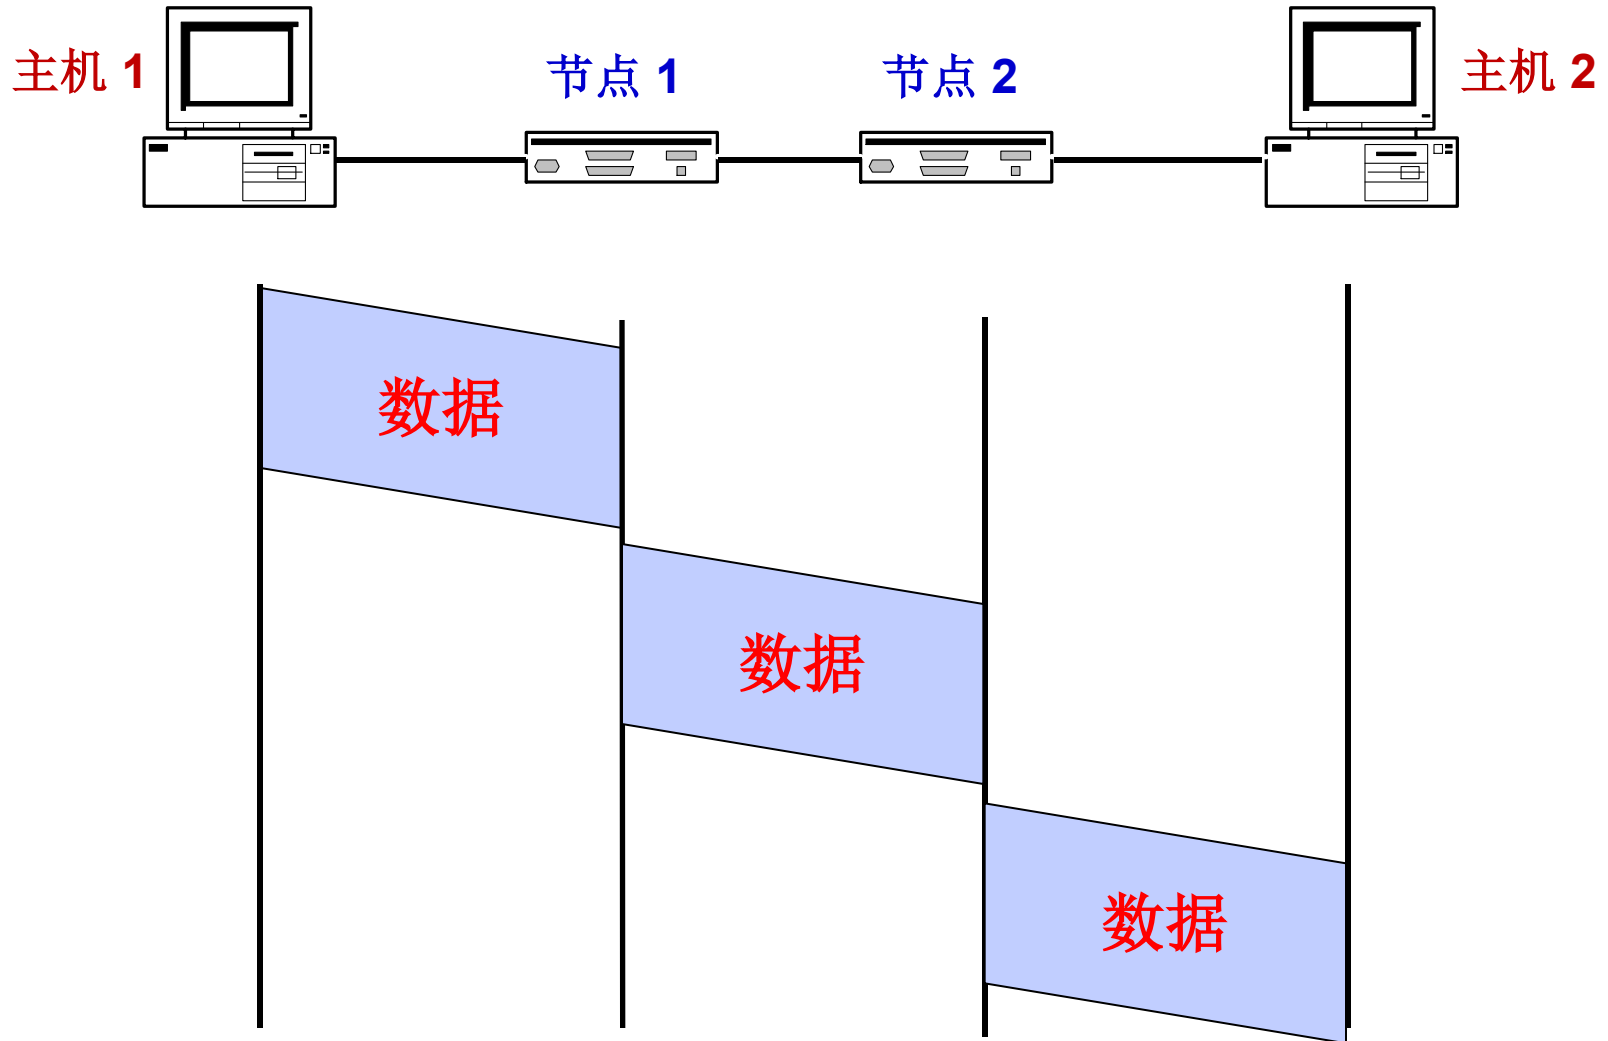 主机 1
节点 1
节点 2
主机 2
数据
数据
数据